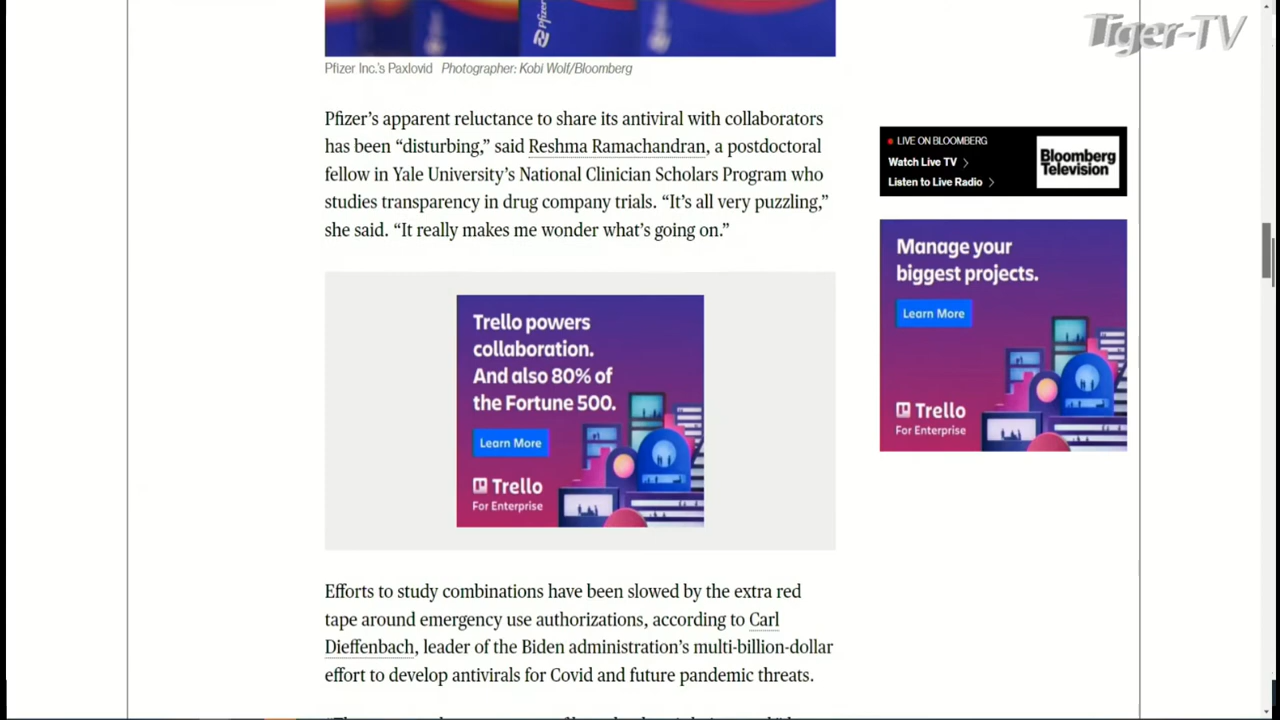 Tiger-TV
Pfizer
Pfizer Inc.'s Paxlovid Photographer: Kobi Wolf/Bloomberg
Pfizer’s apparent reluctance to share its antiviral with collaborators
has been “disturbing,” said Reshma Ramachandran, a postdoctoral
fellow in Yale University’s National Clinician Scholars Program who
studies transparency in drug company trials. “It’s all very puzzling,”
she said. “It really makes me wonder what’s going on.”
LIVE ON BLOOMBERG
Watch Live TV >
Listen to Live Radio >
Bloomberg
Television
Manage your
biggest projects.
Learn More
Trello
For Enterprise
Trello powers
collaboration.
And also 80% of
the Fortune 500.
Learn More
Trello
For Enterprise
Efforts to study combinations have been slowed by the extra red
tape around emergency use authorizations, according to Carl
Dieffenbach, leader of the Biden administration’s multi-billion-dollar
effort to develop antivirals for Covid and future pandemic threats.